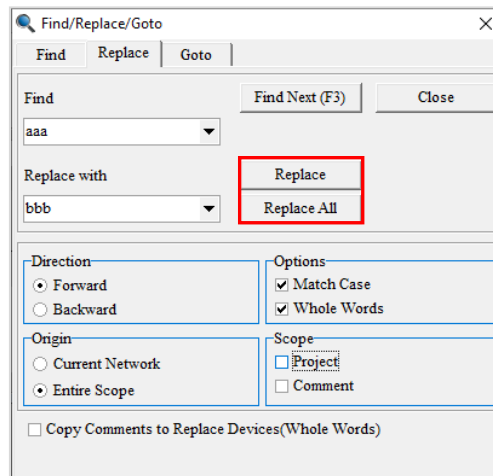 Find/Replace/Goto
Find Replace Goto
Find Find Next (F3) Close
aaa
Replace with Replace
bbb Replace All
Direction Options
Forward Match Case
Backward Whole Words
Origin Scope
Current Network Project
Entire Scope Comment
Copy Comments to Replace Devices(Whole Words)